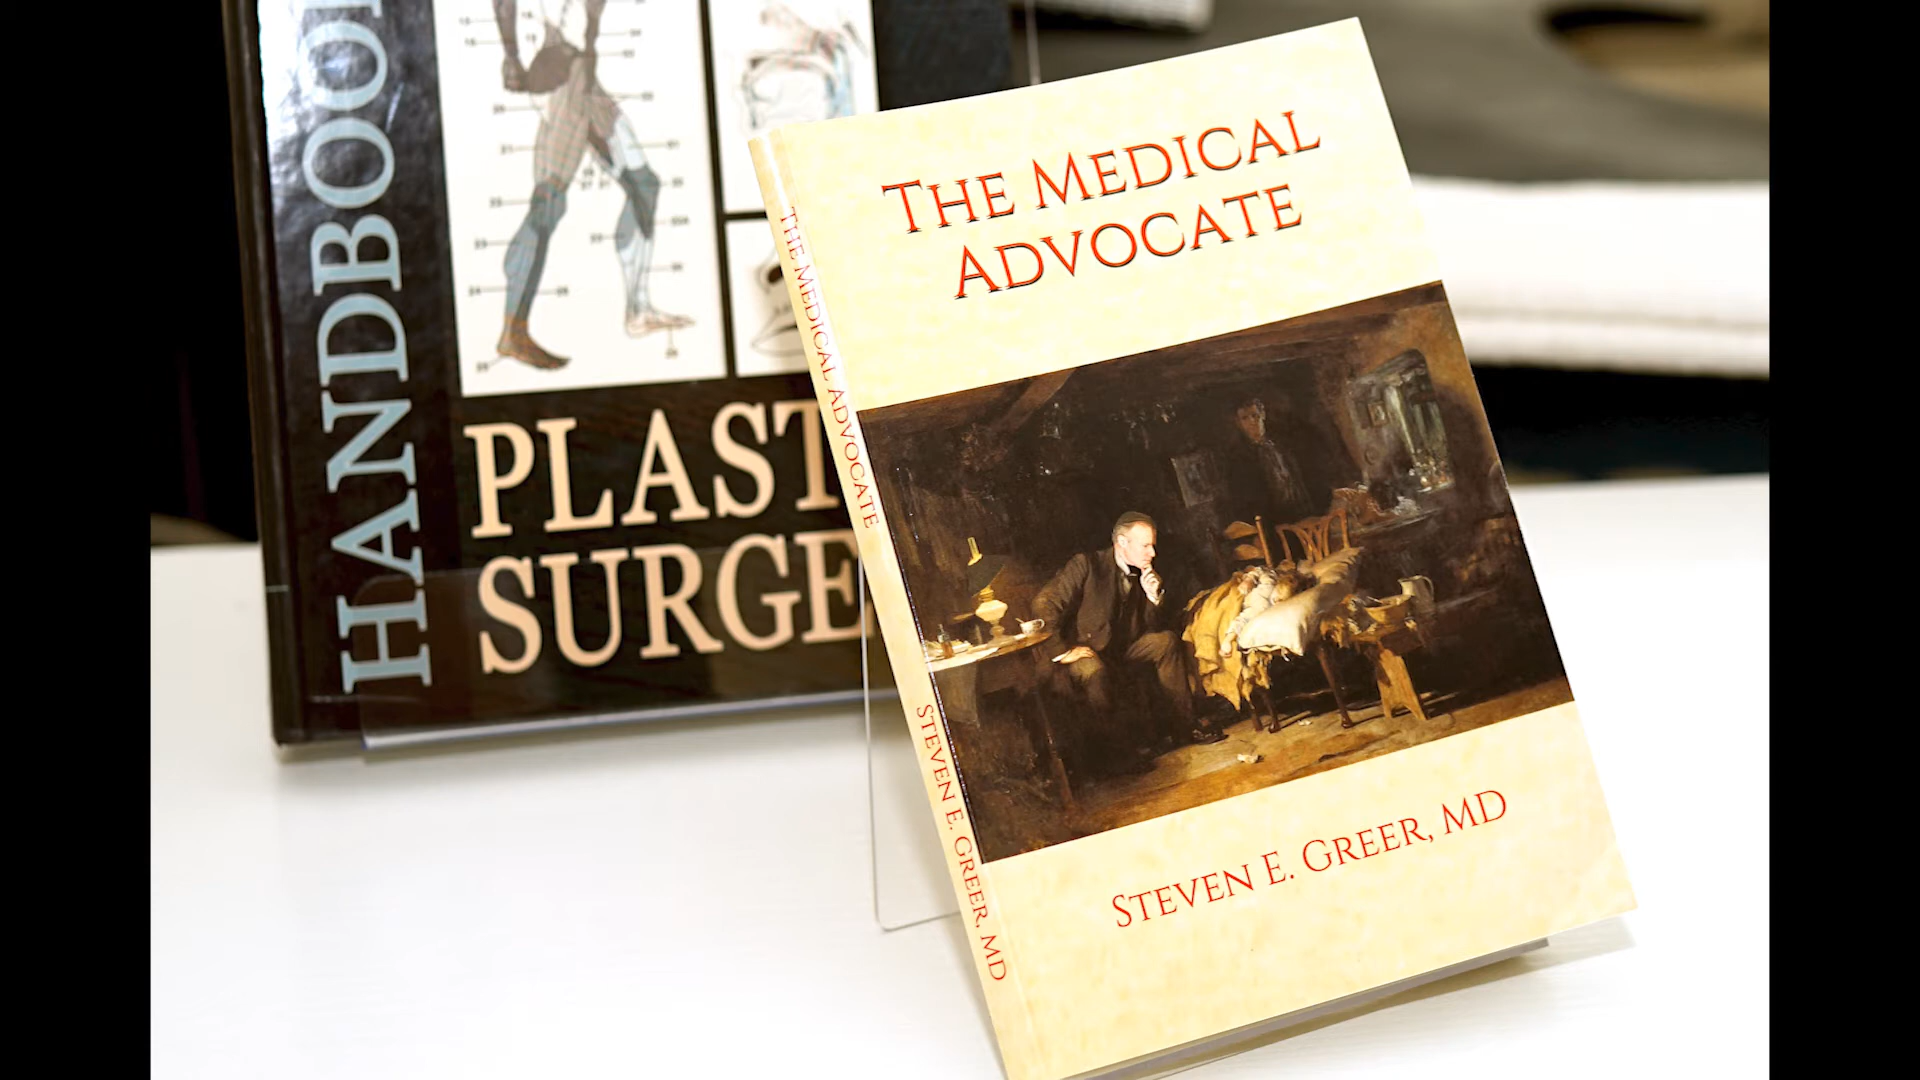 HANDBOO
PLAST
SURGE
THE MEDICAL
ADVOCATE
STEVEN E. GREER, MD
THE MEDICAL ADVOCATE
STEVEN E. GREER, MD